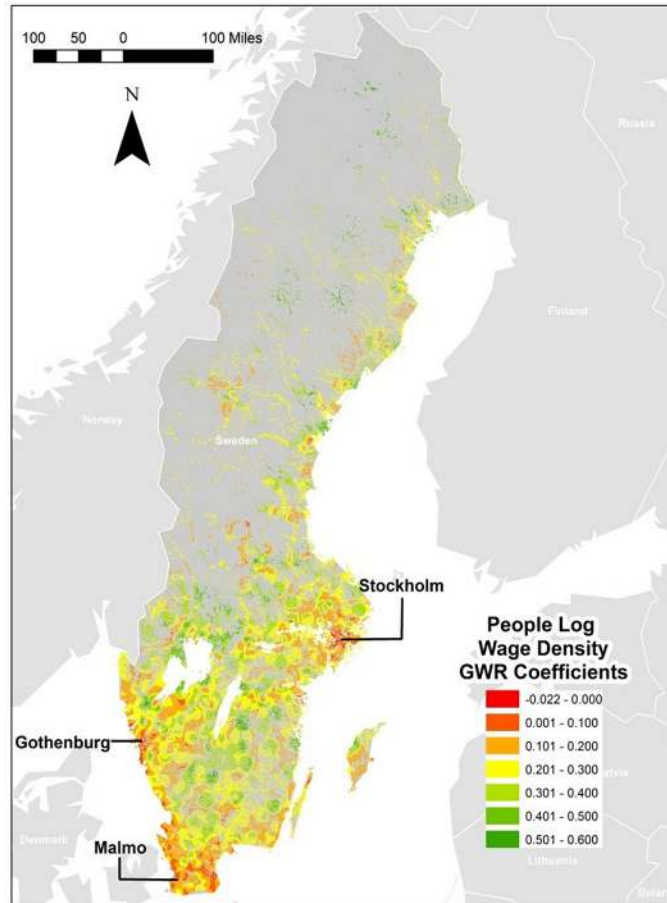 100 50 0 100 Miles
N
Russia
Finland
Norway
Sweden
Stockholm
People Log
Wage Density
GWR Coefficients
-0.022 - 0.000
0.001 - 0.100
0.101 - 0.200
0.201 - 0.300
0.301 - 0.400
0.401 - 0.500
0.501 - 0.600
Gothenburg
atvia
Denmark
Malmo
Lithuania
Belar